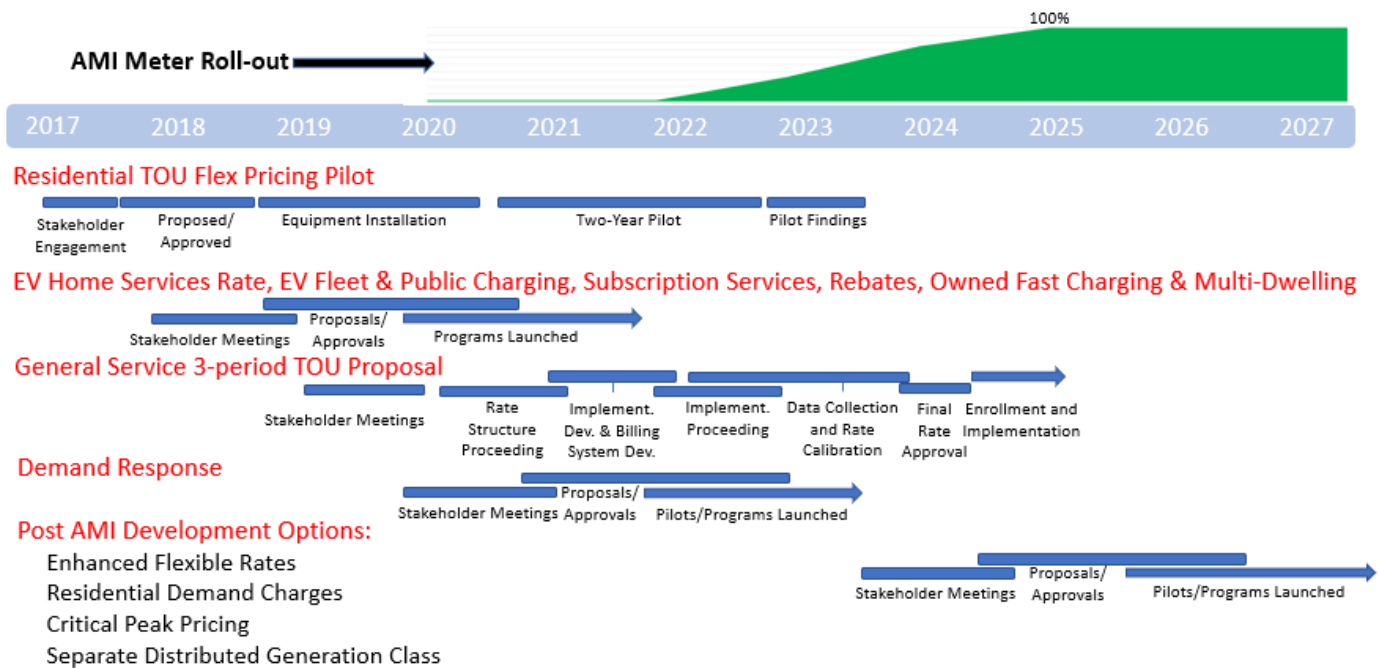 100%
AMI Meter Roll-out
2017 2018 2019 2020 2021 2022 2023 2024 2025 2026 2027
Residential TOU Flex Pricing Pilot
Stakeholder
Engagement
Proposed/
Approved
Equipment Installation
Two-Year Pilot
Pilot Findings
EV Home Services Rate, EV Fleet & Public Charging, Subscription Services, Rebates, Owned Fast Charging & Multi-Dwelling
Stakeholder Meetings
Proposals/
Approvals
Programs Launched
General Service 3-period TOU Proposal
Stakeholder Meetings
Rate
Structure
Proceeding
Implement.
Dev. & Billing
System Dev.
Implement.
Proceeding
Data Collection
and Rate
Calibration
Final
Rate
Approval
Enrollment and
Implementation
Demand Response
Stakeholder Meetings
Proposals/
Approvals
Pilots/Programs Launched
Post AMI Development Options:
Enhanced Flexible Rates
Residential Demand Charges
Critical Peak Pricing
Separate Distributed Generation Class
Stakeholder Meetings
Proposals/
Approvals
Pilots/Programs Launched